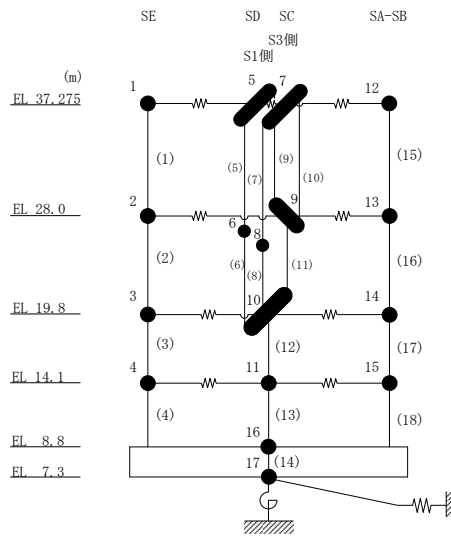 SE SD SC SA-SB
S3側
S1側
(m)
1 5 7 12
EL 37.275
(1) (5) (7) (9) (10) (15)
2 9 13
EL 28.0
6 8
(2) (6) (8) (11) (16)
3 10 14
EL 19.8
(3) (12) (17)
4 11 15
EL 14.1
(4) (13) (18)
16
EL 8.8
17 (14)
EL 7.3